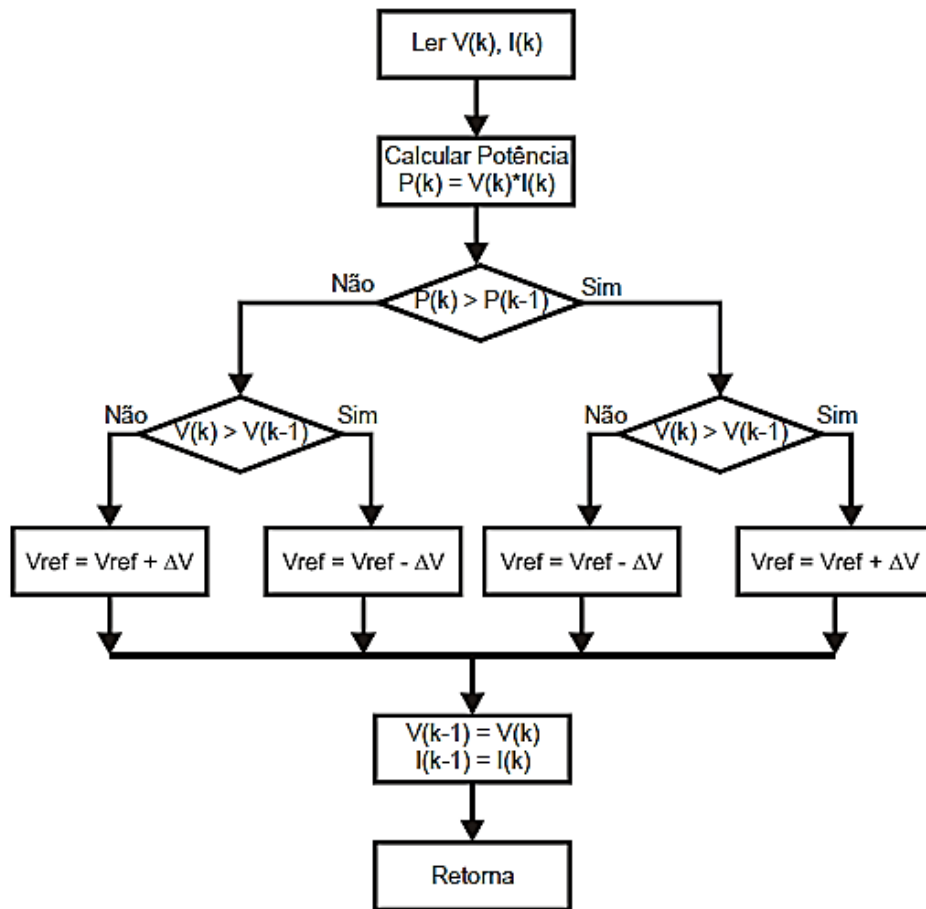 Ler V(k), I(k)
Calcular Potência
P(k) = V(k)*I(k)
Não
P(k) > P(k-1)
Sim
Não
V(k) > V(k-1)
Sim
Não
V(k) > V(k-1)
Sim
Vref = Vref + ΔV
Vref = Vref - ΔV
Vref = Vref - ΔV
Vref = Vref + ΔV
V(k-1) = V(k)
I(k-1) = I(k)
Retorna